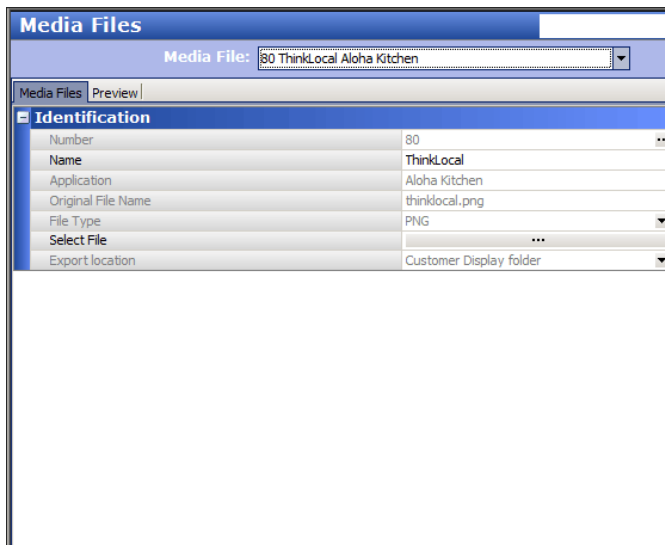 Media Files
Media File: 80 ThinkLocal Aloha Kitchen
Media Files Preview
Identification
Number 80 ...
Name ThinkLocal
Application Aloha Kitchen
Original File Name thinklocal.png
File Type PNG
Select File ...
Export location Customer Display folder